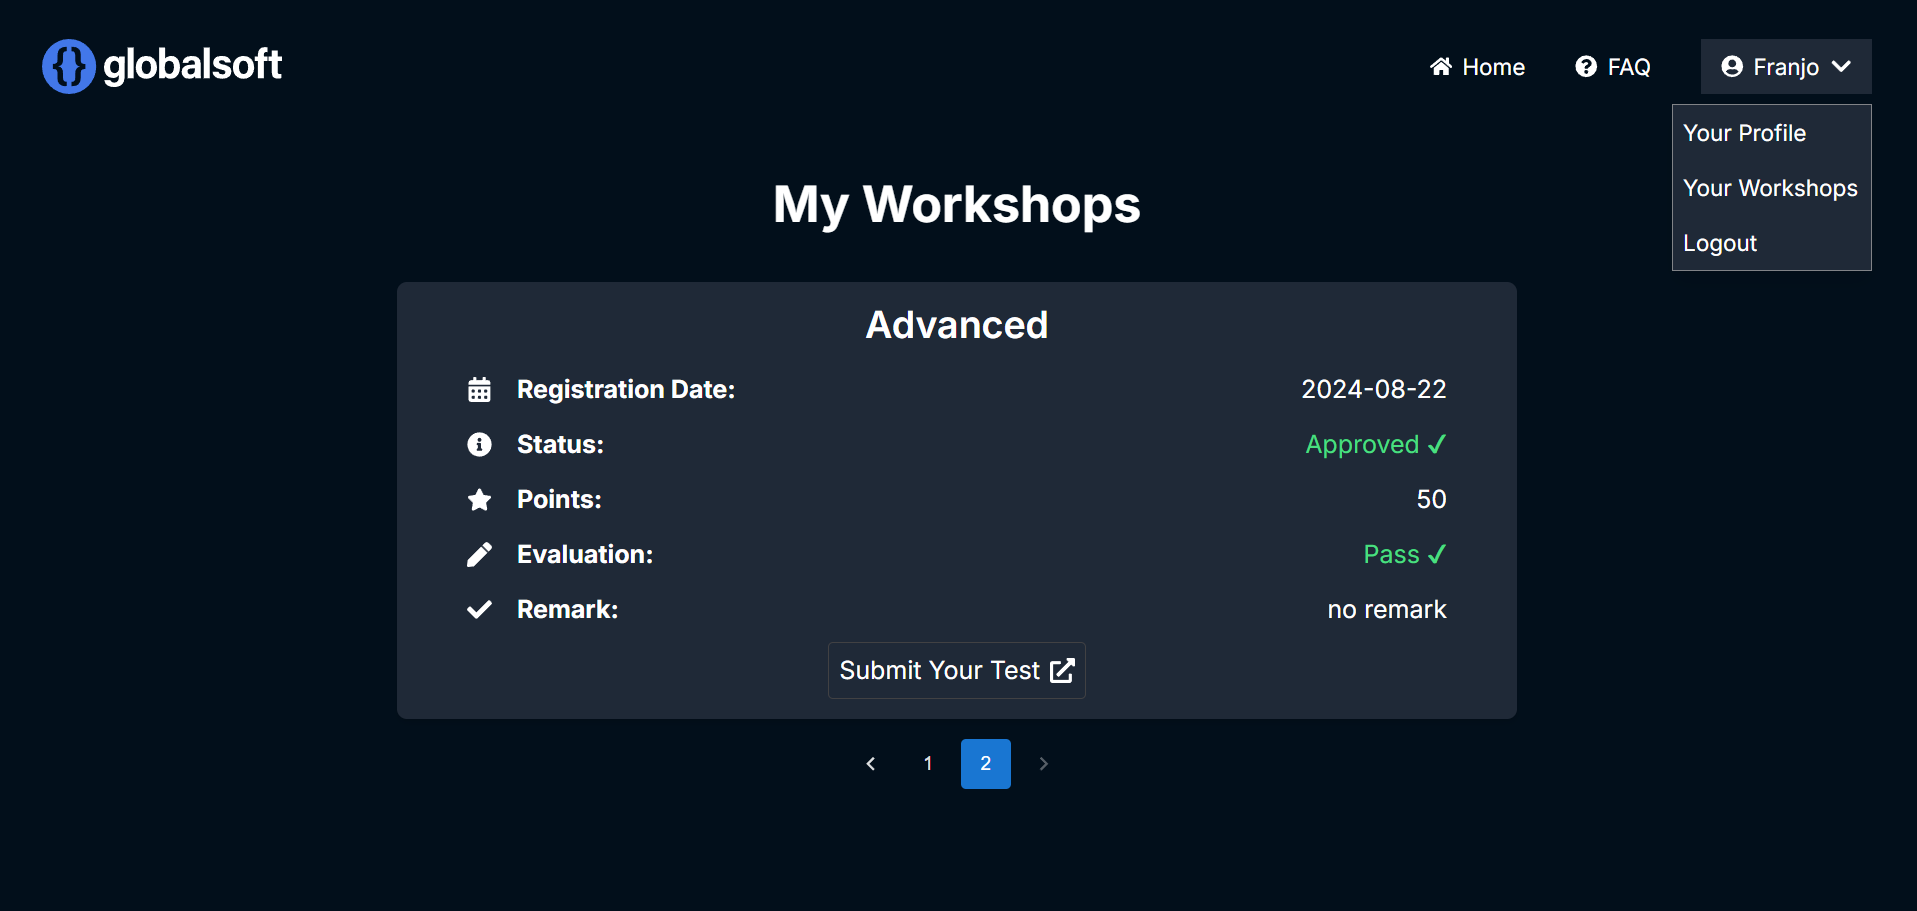 {} globalsoft
Home FAQ Franjo
Your Profile
Your Workshops
Logout
My Workshops
Advanced
Registration Date: 2024-08-22
Status: Approved ✓
Points: 50
Evaluation: Pass ✓
Remark: no remark
Submit Your Test
‹ 1 2 ›